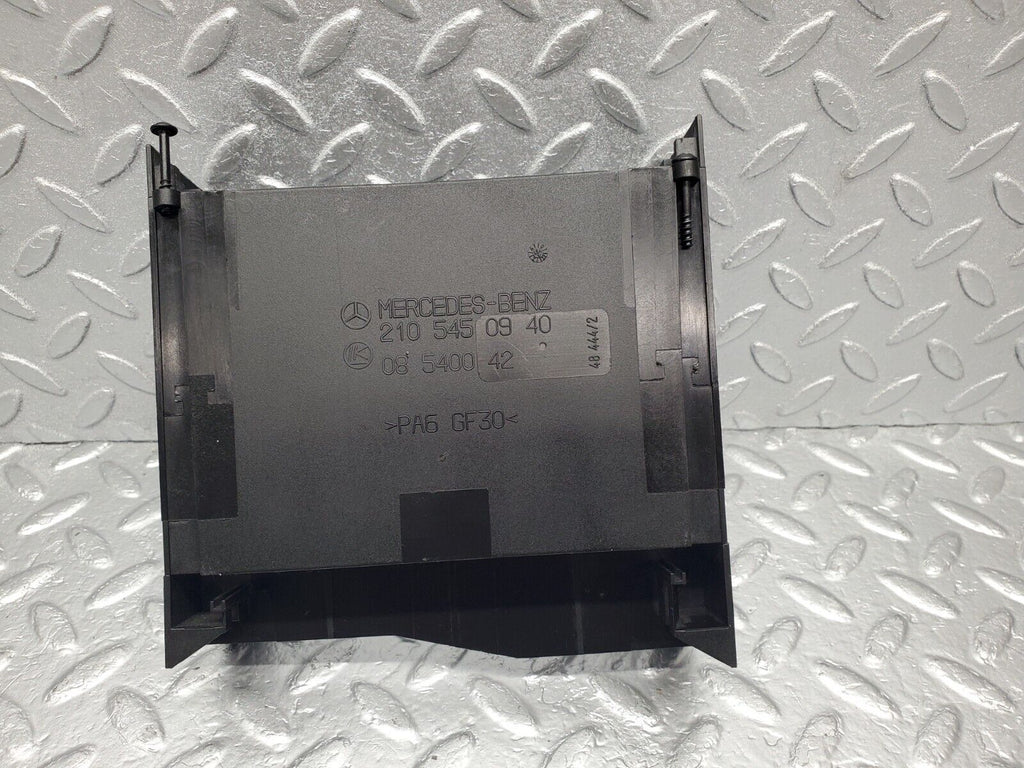 MERCEDES-BENZ
210 545 09 40
K 08 5400 42
48 444/2
>PA6 GF30<